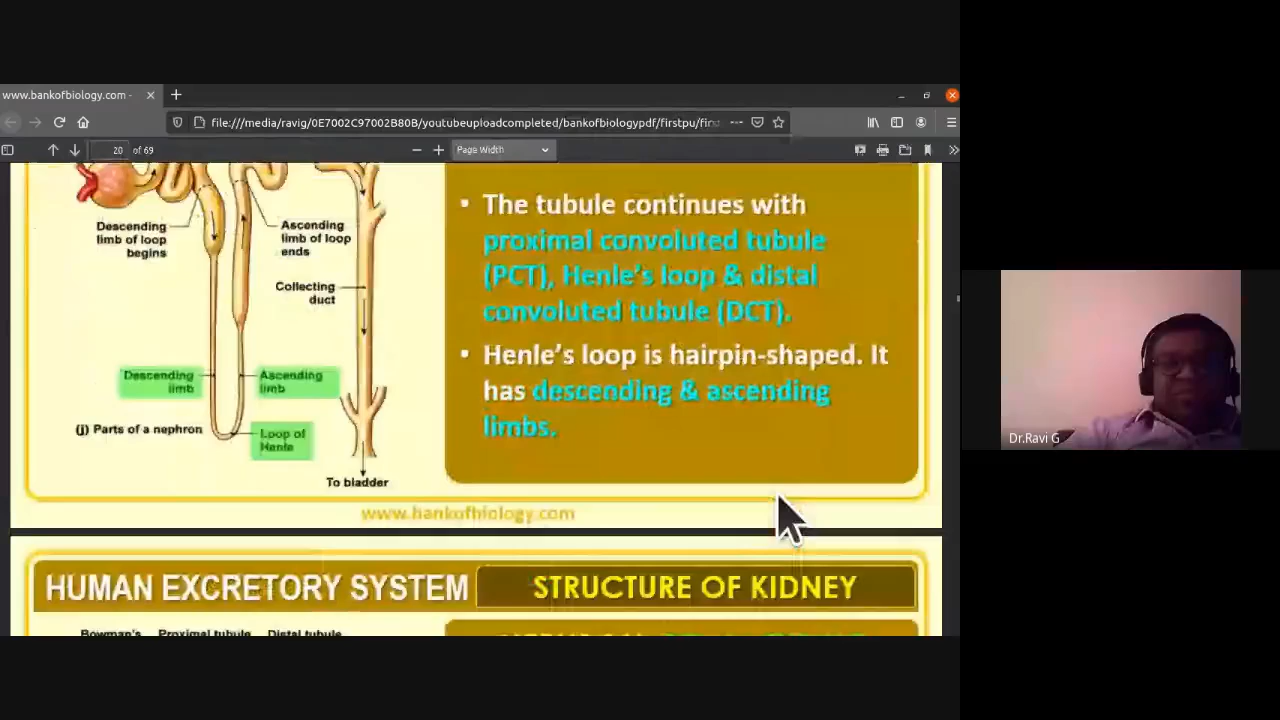 www.bankofbiology.com -
file:///media/ravig/0E7002C97002B80B/youtubeuploadcompleted/bankofbiologypdf/firstpu/fir
20 of 69
Page Width
Descending
limb of loop
begins
Ascending
limb of loop
ends
Collecting
duct
Descending
limb
Ascending
limb
(j) Parts of a nephron
Loop of
Henle
To bladder
• The tubule continues with
proximal convoluted tubule
(PCT), Henle's loop & distal
convoluted tubule (DCT).
• Henle's loop is hairpin-shaped. It
has descending & ascending
limbs.
www.bankofbiology.com
Dr.Ravi G
HUMAN EXCRETORY SYSTEM
STRUCTURE OF KIDNEY
Bowman's Proximal tubule Distal tubule